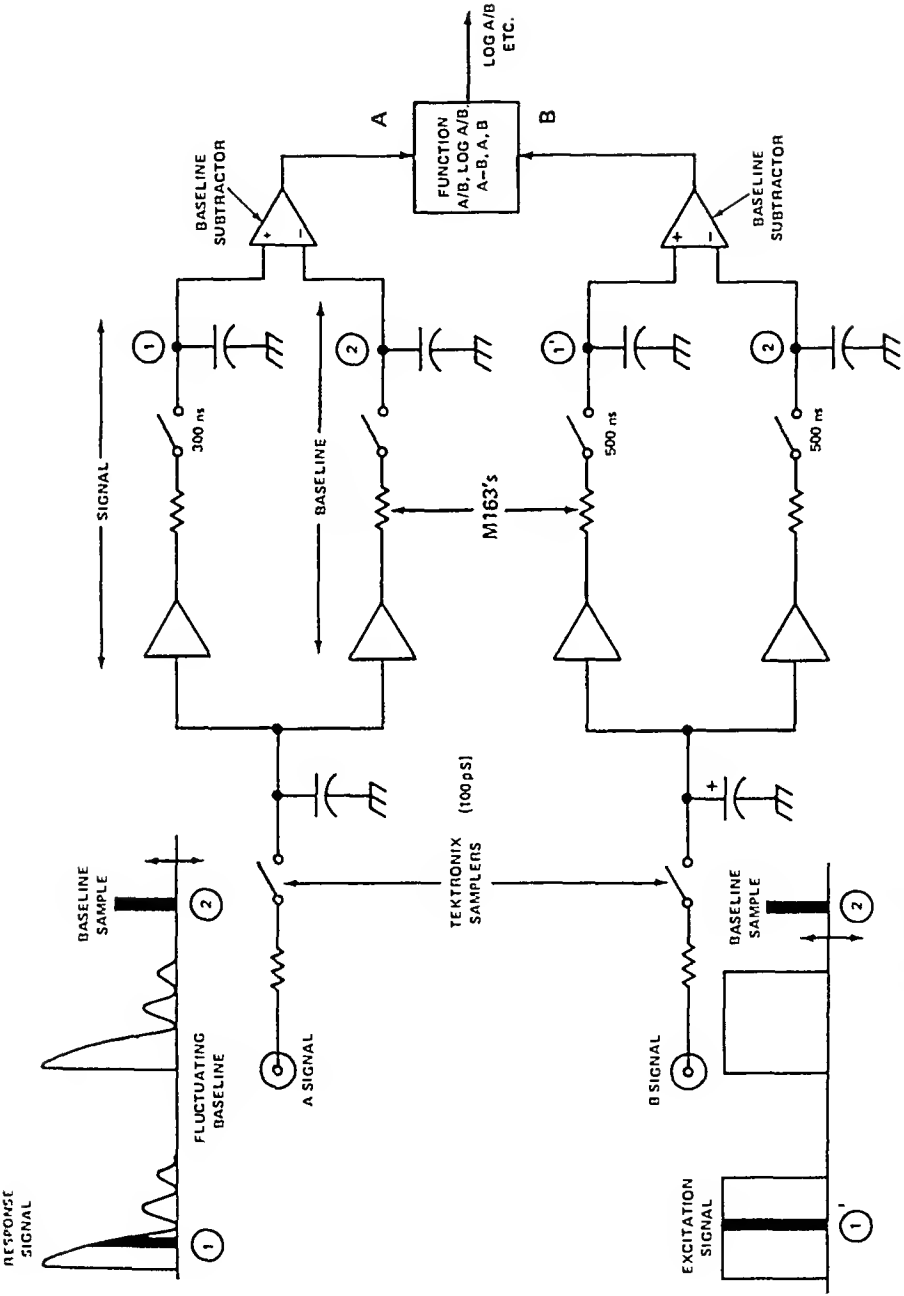 RESPONSE
SIGNAL
1
FLUCTUATING
BASELINE
BASELINE
SAMPLE
2
A SIGNAL
TEKTRONIX
SAMPLERS
(100 pS)
SIGNAL
300 ns
1
BASELINE
2
M163's
BASELINE
SUBTRACTOR
+
−
A
FUNCTION
A/B, LOG A/B,
A−B, A, B
LOG A/B
ETC.
B
EXCITATION
SIGNAL
1'
B SIGNAL
BASELINE
SAMPLE
2
+
500 ns
1'
500 ns
2
+
−
BASELINE
SUBTRACTOR